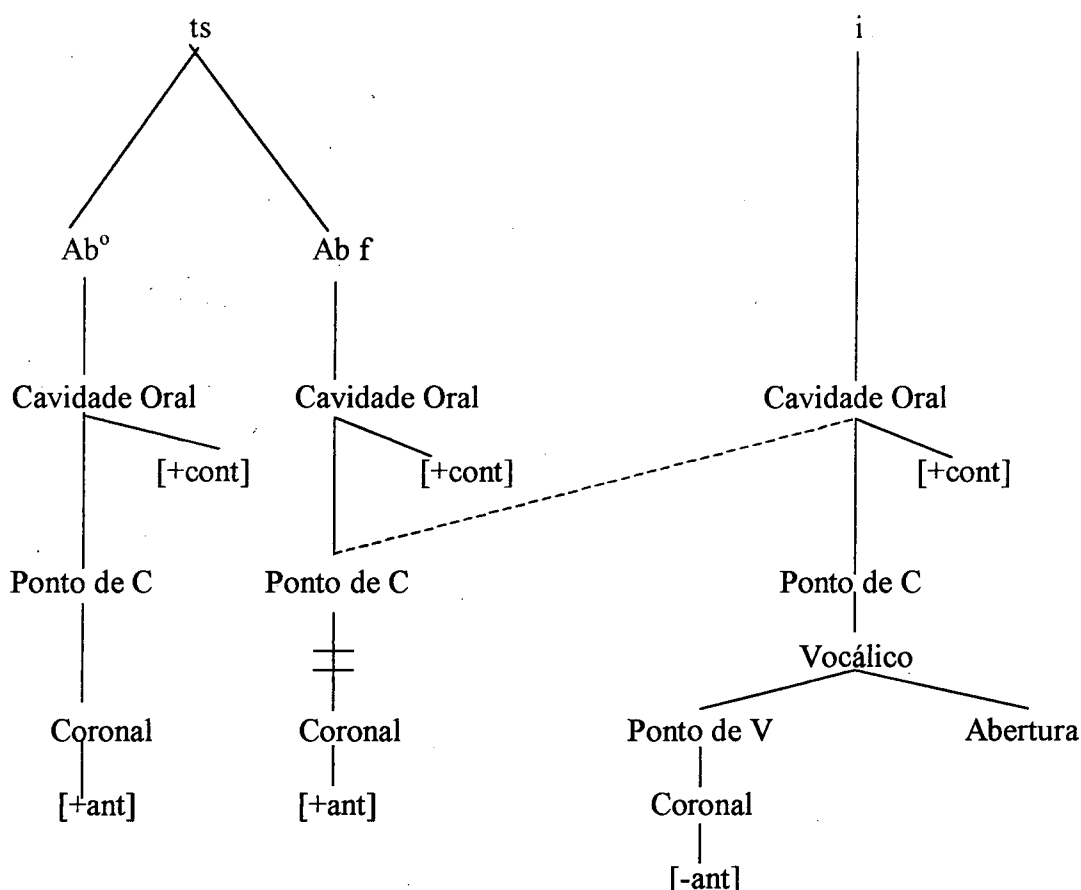 ts i
Abº Ab f
Cavidade Oral Cavidade Oral Cavidade Oral
[+cont] [+cont] [+cont]
Ponto de C Ponto de C Ponto de C
Vocálico
Coronal Coronal Ponto de V Abertura
[+ant] [+ant] Coronal
[-ant]